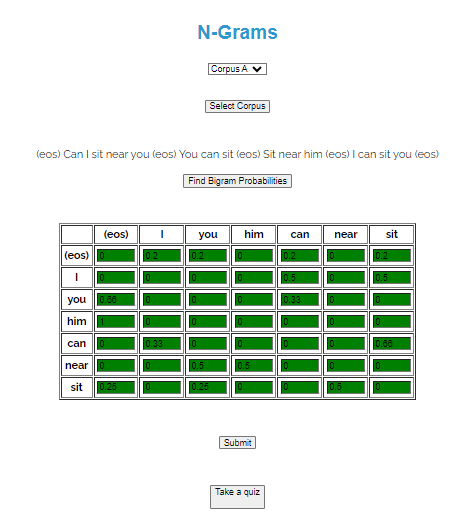 N-Grams
Corpus A
Select Corpus
(eos) Can I sit near you (eos) You can sit (eos) Sit near him (eos) I can sit you (eos)
Find Bigram Probabilities
(eos) I you him can near sit
(eos) 0 0.2 0.2 0 0.2 0 0.2
I 0 0 0 0 0.5 0 0.5
you 0.66 0 0 0 0.33 0 0
him 1 0 0 0 0 0 0
can 0 0.33 0 0 0 0 0.66
near 0 0 0.5 0.5 0 0 0
sit 0.25 0 0.25 0 0 0.5 0
Submit
Take a quiz